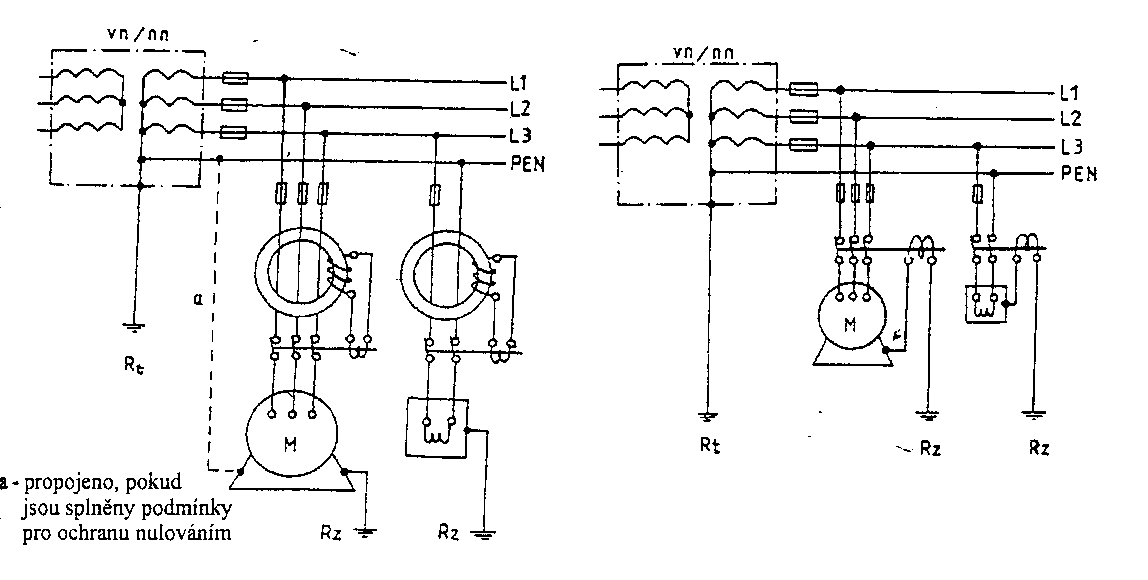 vn/nn
L1
L2
L3
PEN
a
Rt
M
Rz
Rz
a - propojeno, pokud
jsou splněny podmínky
pro ochranu nulováním
vn/nn
L1
L2
L3
PEN
M
Rt
Rz
Rz